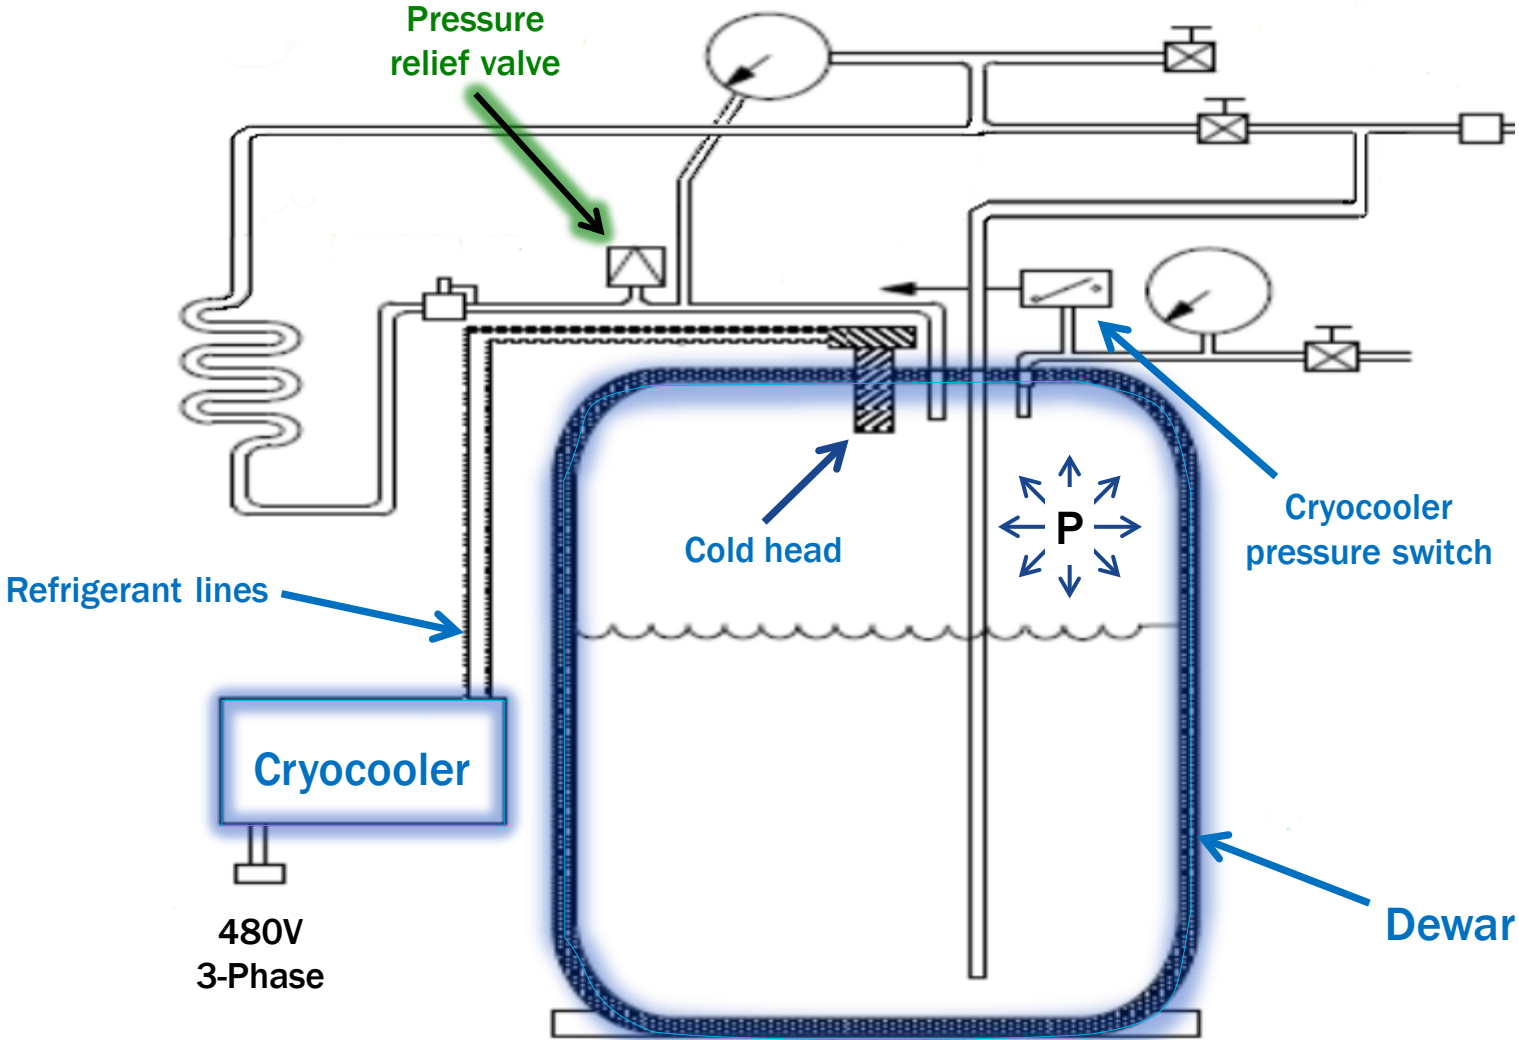 Pressure
relief valve
Cold head
P
Cryocooler
pressure switch
Refrigerant lines
Cryocooler
480V
3-Phase
Dewar